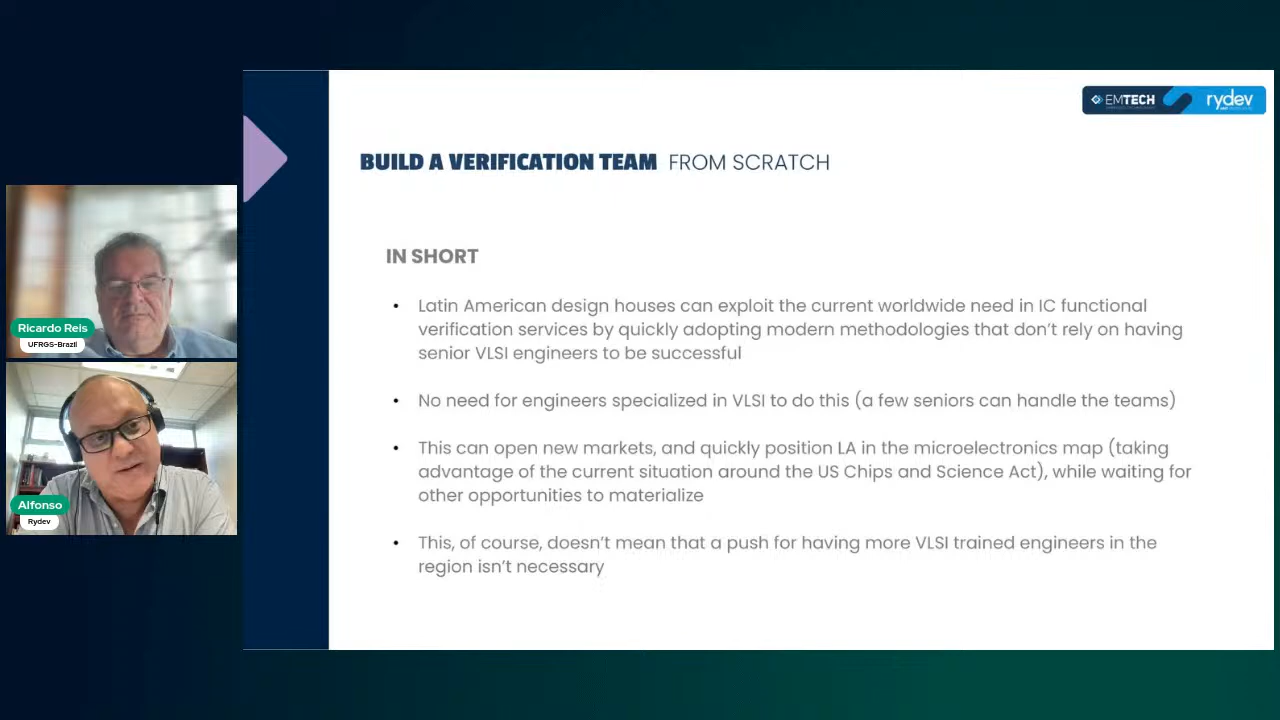 EMTECH rydev
BUILD A VERIFICATION TEAM FROM SCRATCH
IN SHORT
• Latin American design houses can exploit the current worldwide need in IC functional
verification services by quickly adopting modern methodologies that don't rely on having
senior VLSI engineers to be successful
• No need for engineers specialized in VLSI to do this (a few seniors can handle the teams)
• This can open new markets, and quickly position LA in the microelectronics map (taking
advantage of the current situation around the US Chips and Science Act), while waiting for
other opportunities to materialize
• This, of course, doesn't mean that a push for having more VLSI trained engineers in the
region isn't necessary
Ricardo Reis
UFRGS-Brazil
Alfonso
Rydev